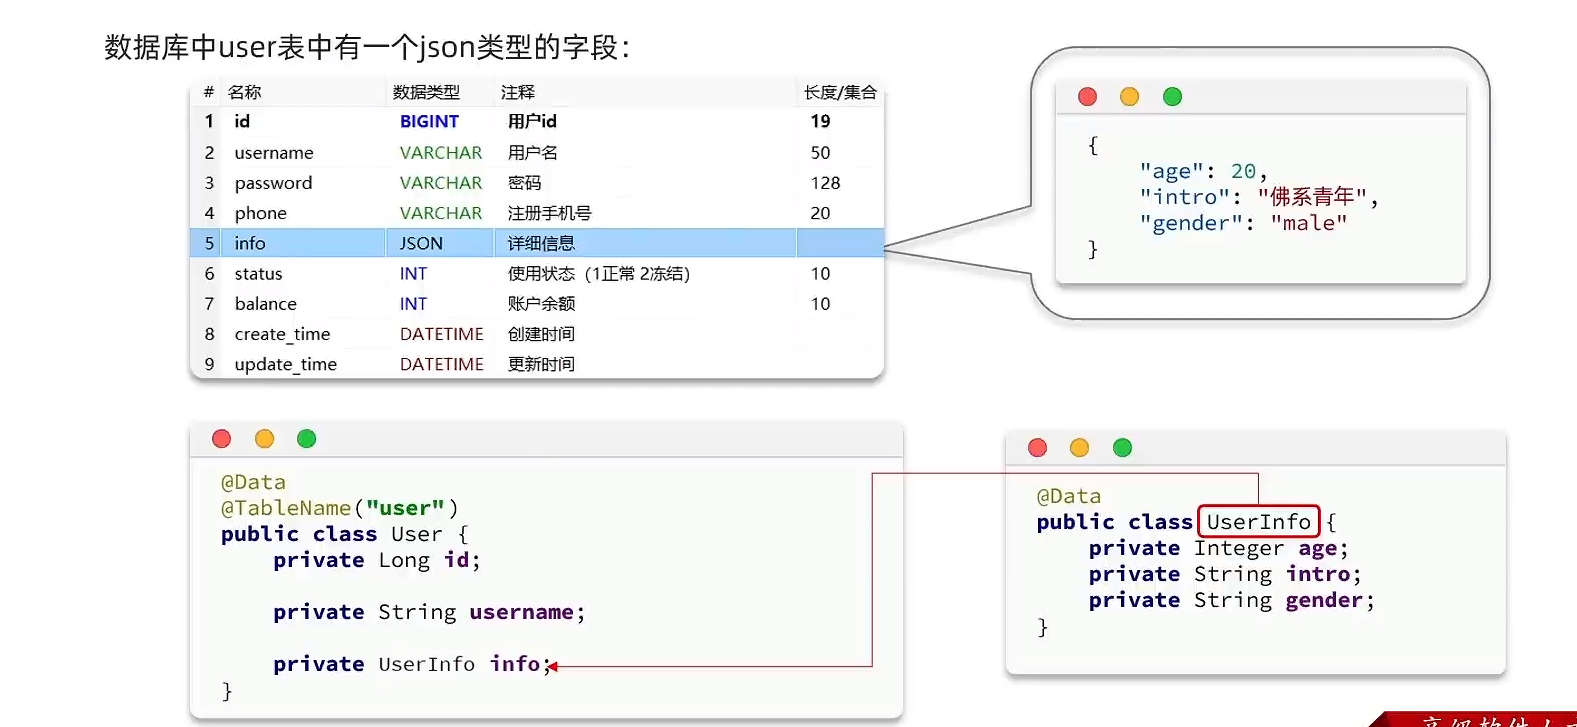 数据库中user表中有一个json类型的字段：
# 名称 数据类型 注释 长度/集合
1 id BIGINT 用户id 19
2 username VARCHAR 用户名 50
3 password VARCHAR 密码 128
4 phone VARCHAR 注册手机号 20
5 info JSON 详细信息
6 status INT 使用状态（1正常 2冻结） 10
7 balance INT 账户余额 10
8 create_time DATETIME 创建时间
9 update_time DATETIME 更新时间
{
"age": 20,
"intro": "佛系青年",
"gender": "male"
}
@Data
@TableName("user")
public class User {
private Long id;
private String username;
private UserInfo info;
}
@Data
public class UserInfo {
private Integer age;
private String intro;
private String gender;
}